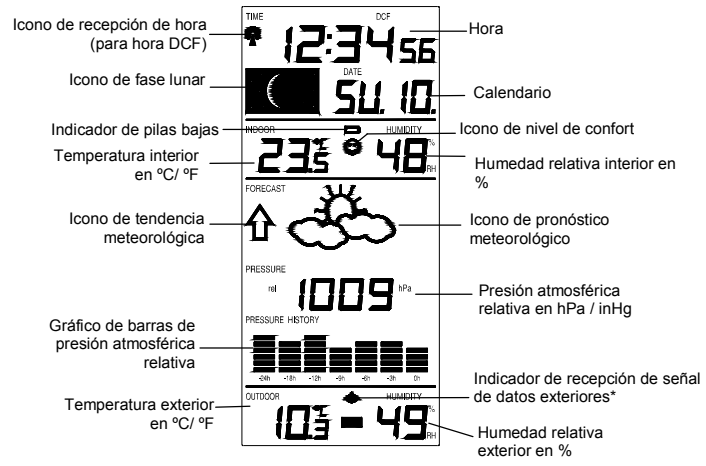 TIME
DCF
Icono de recepción de hora
(para hora DCF)
12:34 56
Hora
Icono de fase lunar
DATE
SU. 10.
Calendario
Indicador de pilas bajas
Icono de nivel de confort
INDOOR
HUMIDITY
Temperatura interior
en ºC/ ºF
23.5
48 %
RH
Humedad relativa interior en
%
FORECAST
Icono de tendencia
meteorológica
Icono de pronóstico
meteorológico
PRESSURE
rel
1009 hPa
Presión atmosférica
relativa en hPa / inHg
PRESSURE HISTORY
Gráfico de barras de
presión atmosférica
relativa
-24h -18h -12h -9h -6h -3h 0h
Indicador de recepción de señal
de datos exteriores*
OUTDOOR
HUMIDITY
Temperatura exterior
en ºC/ ºF
10.3
49 %
RH
Humedad relativa
exterior en %